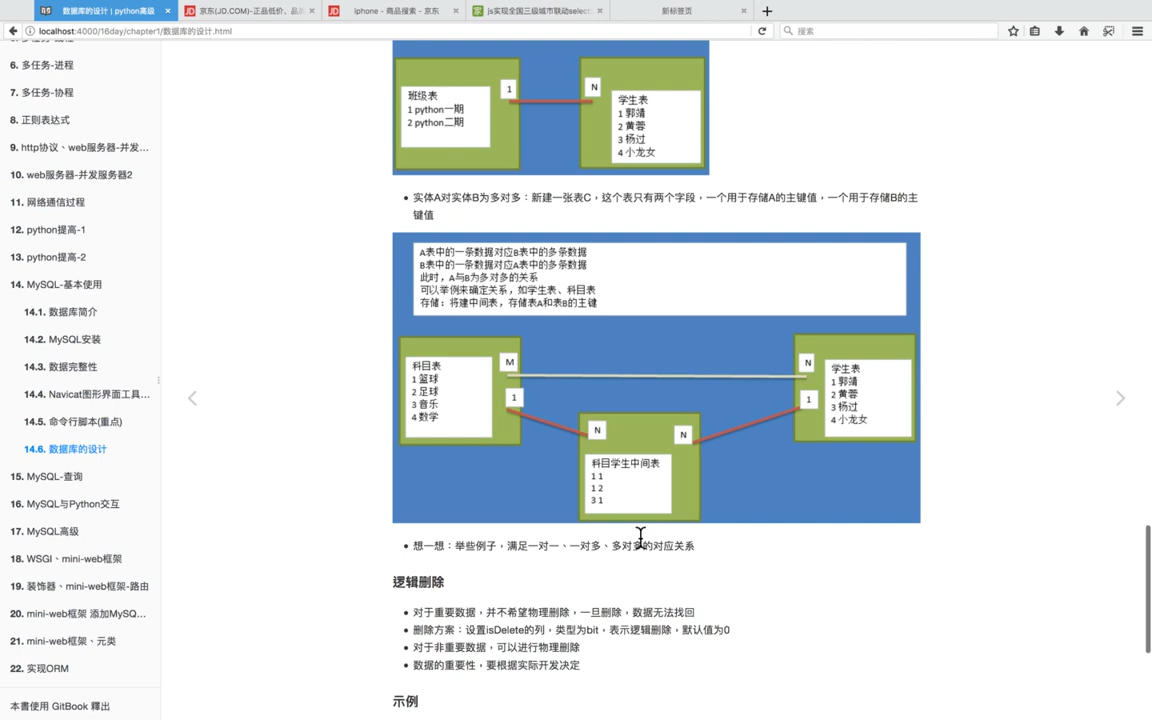 数据库的设计 | python高级
京东(JD.COM)-正品低价、品质
iphone - 商品搜索 - 京东
js实现全国三级城市联动select
新标签页
localhost:4000/16day/chapter1/数据库的设计.html
搜索
6. 多任务-进程
7. 多任务-协程
8. 正则表达式
9. http协议、web服务器-并发...
10. web服务器-并发服务器2
11. 网络通信过程
12. python提高-1
13. python提高-2
14. MySQL-基本使用
14.1. 数据库简介
14.2. MySQL安装
14.3. 数据完整性
14.4. Navicat图形界面工具...
14.5. 命令行脚本(重点)
14.6. 数据库的设计
15. MySQL-查询
16. MySQL与Python交互
17. MySQL高级
18. WSGI、mini-web框架
19. 装饰器、mini-web框架-路由
20. mini-web框架 添加MySQ...
21. mini-web框架、元类
22. 实现ORM
本書使用 GitBook 釋出
班级表
1 python一期
2 python二期
1
N
学生表
1 郭靖
2 黄蓉
3 杨过
4 小龙女
实体A对实体B为多对多：新建一张表C，这个表只有两个字段，一个用于存储A的主键值，一个用于存储B的主
键值
A表中的一条数据对应B表中的多条数据
B表中的一条数据对应A表中的多条数据
此时，A与B为多对多的关系
可以举例来确定关系，如学生表、科目表
存储：将建中间表，存储表A和表B的主键
科目表
1 篮球
2 足球
3 音乐
4 数学
M
1
N
N
科目学生中间表
1 1
1 2
3 1
N
1
学生表
1 郭靖
2 黄蓉
3 杨过
4 小龙女
想一想：举些例子，满足一对一、一对多、多对多的对应关系
逻辑删除
对于重要数据，并不希望物理删除，一旦删除，数据无法找回
删除方案：设置isDelete的列，类型为bit，表示逻辑删除，默认值为0
对于非重要数据，可以进行物理删除
数据的重要性，要根据实际开发决定
示例